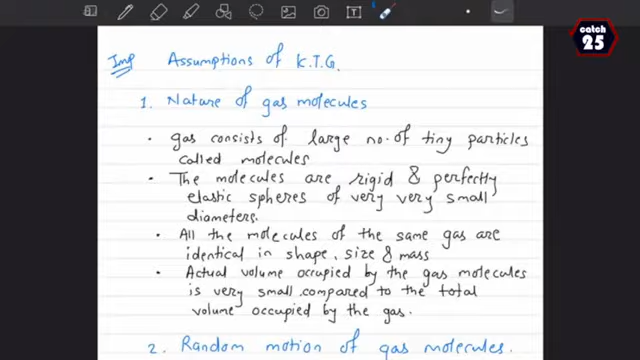 catch
25
Imp Assumptions of K.T.G.
1. Nature of gas molecules
• gas consists of large no. of tiny particles
called molecules
• The molecules are rigid & perfectly
elastic spheres of very very small
diameters.
• All the molecules of the same gas are
identical in shape, size & mass
• Actual volume occupied by the gas molecules
is very small compared to the total
volume occupied by the gas.
2. Random motion of gas molecules.